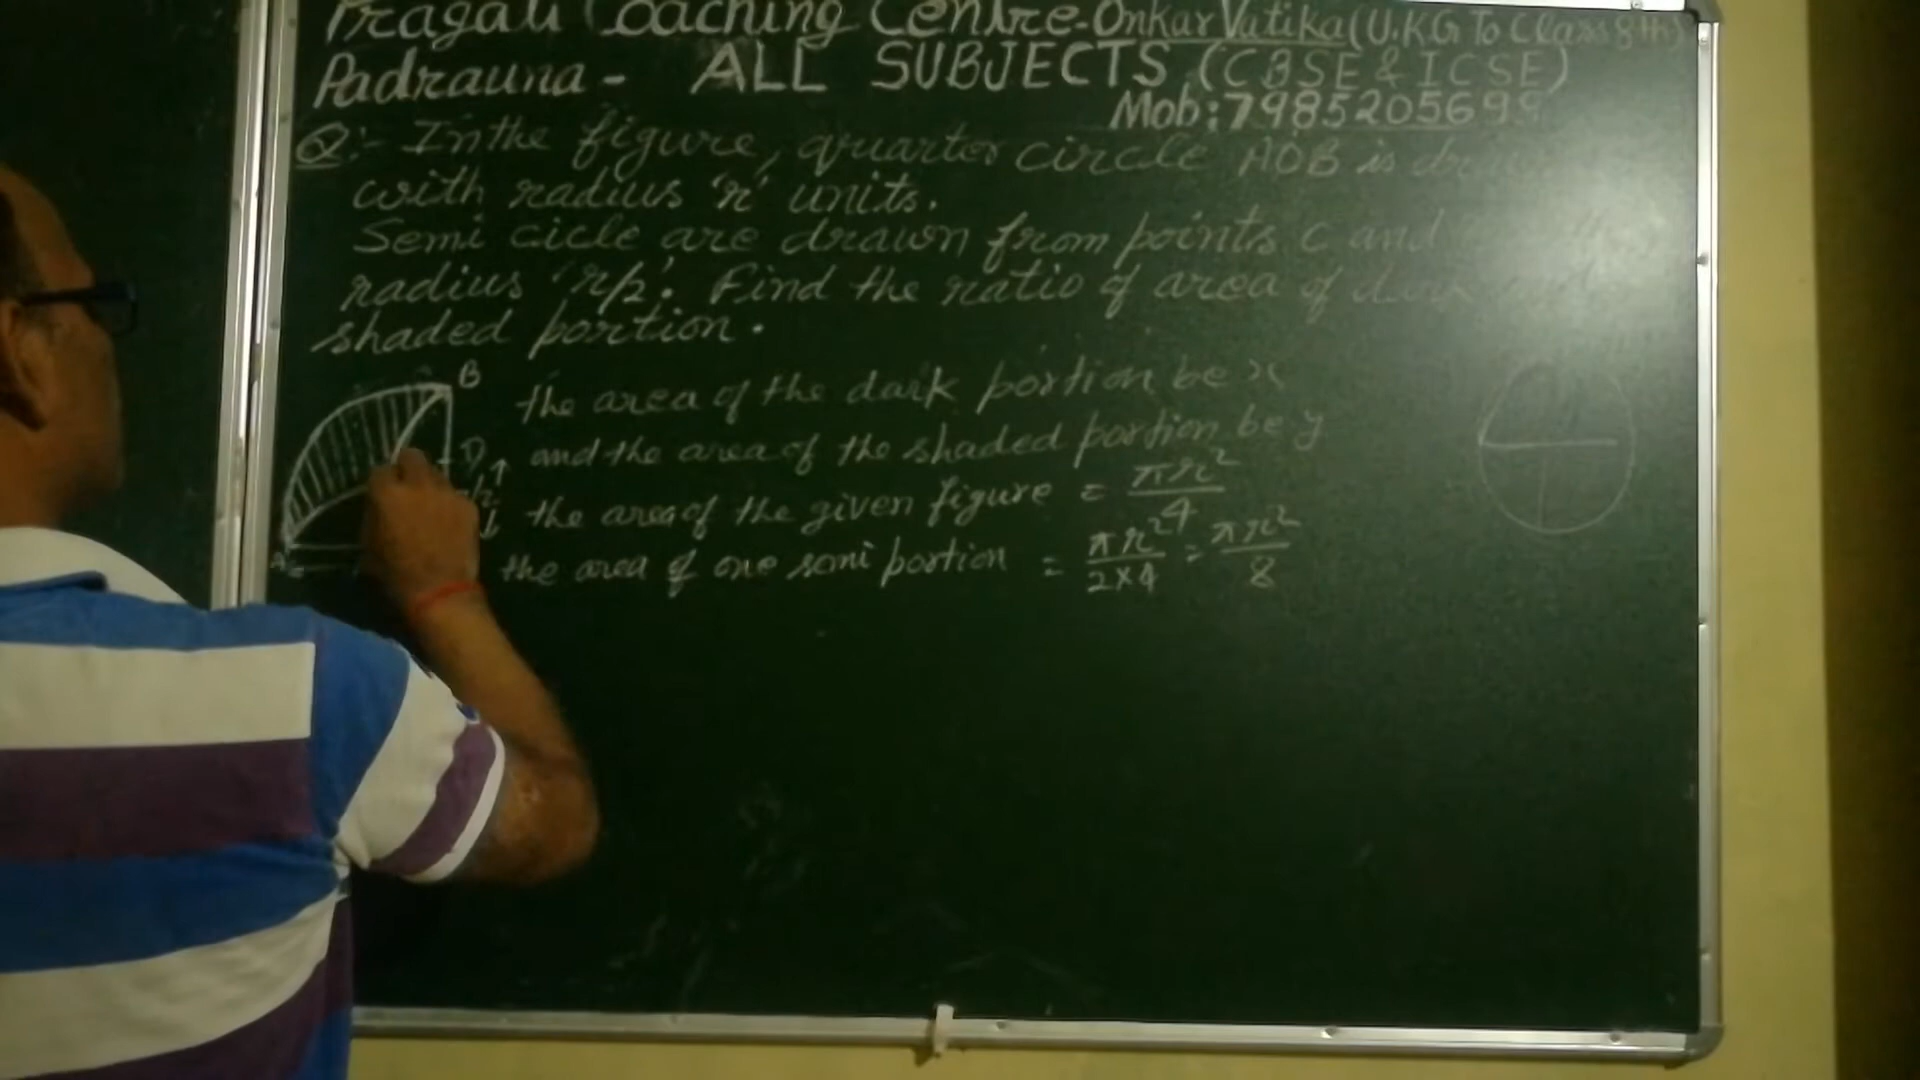 Pragati Coaching Centre-Onkar Vatika (U.KG To Class 8th)
Padrauna - ALL SUBJECTS (CBSE & ICSE)
Mob:7985205699
Q:- In the figure, quarter circle AOB is
with radius 'r' units.
Semi cicle are drawn from points C and
radius 'r/2'. Find the ratio of area of dark
shaded portion.
B
the area of the dark portion be x
D
and the area of the shaded portion be y
the area of the given figure = πr²/4
A
the area of one semi portion = πr²/2×4 = πr²/8